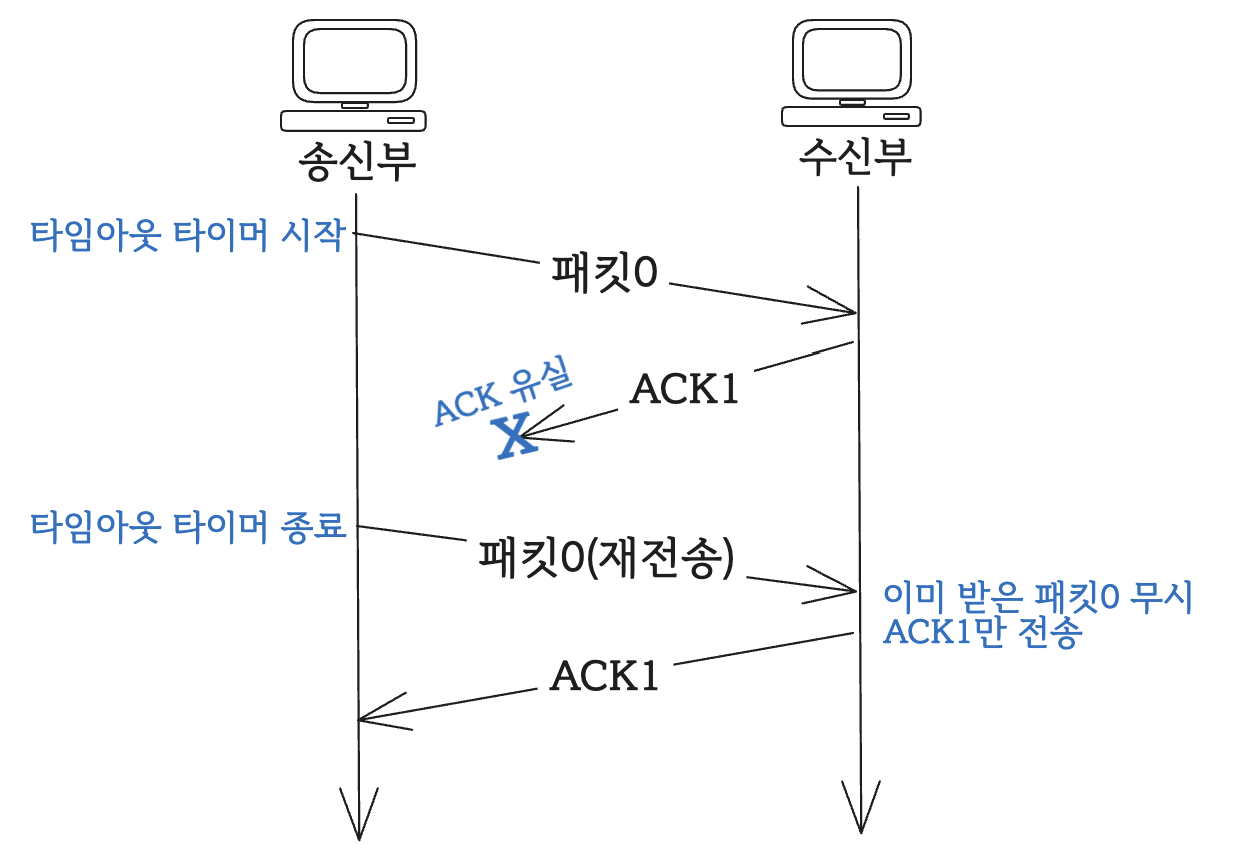 송신부
수신부
타임아웃 타이머 시작
패킷0
ACK 유실
X
ACK1
타임아웃 타이머 종료
패킷0(재전송)
이미 받은 패킷0 무시
ACK1만 전송
ACK1